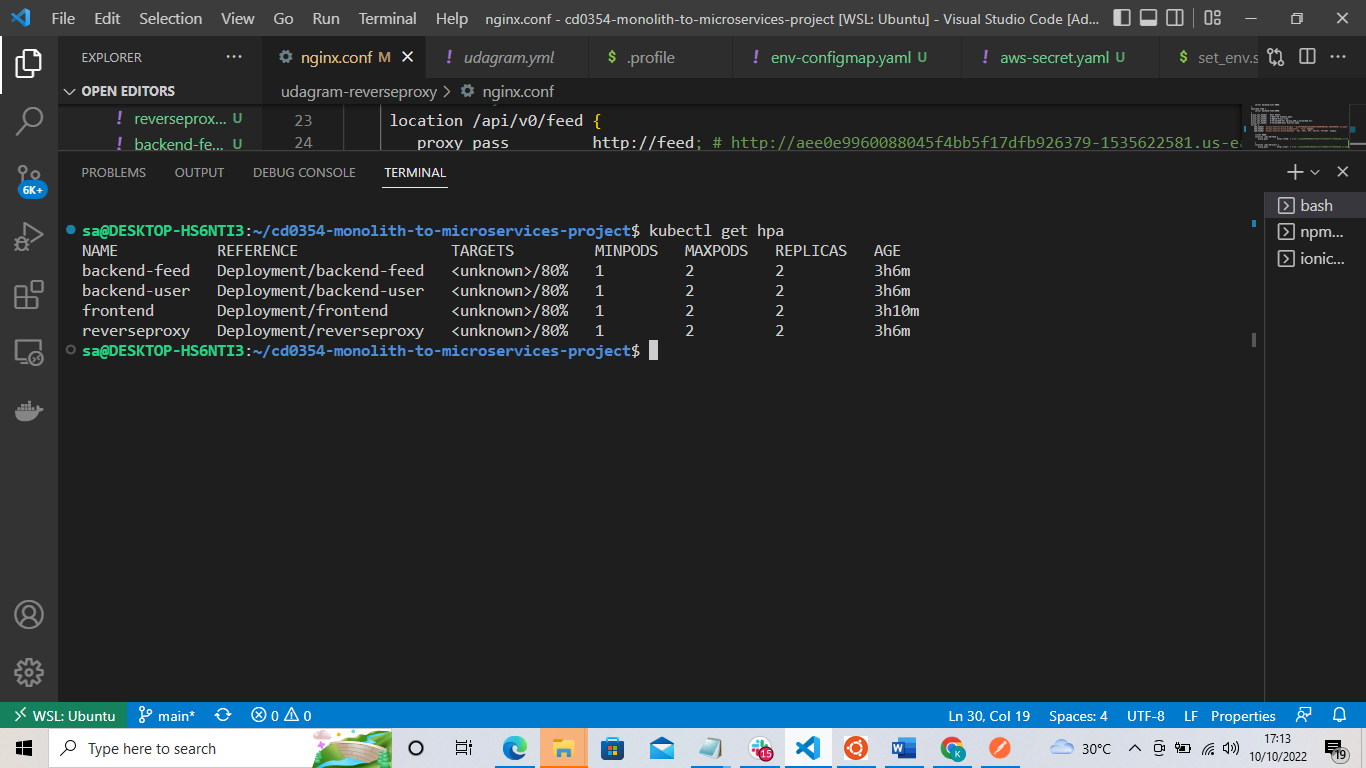 File Edit Selection View Go Run Terminal Help nginx.conf - cd0354-monolith-to-microservices-project [WSL: Ubuntu] - Visual Studio Code [Ad...
EXPLORER ... nginx.conf M ! udagram.yml $ .profile ! env-configmap.yaml U ! aws-secret.yaml U $ set_env.s
OPEN EDITORS udagram-reverseproxy > nginx.conf
! reverseprox... U 23 location /api/v0/feed {
! backend-fe... U 24 proxy_pass http://feed; # http://aee0e9960088045f4bb5f17dfb926379-1535622581.us-ea
PROBLEMS OUTPUT DEBUG CONSOLE TERMINAL
6K+
sa@DESKTOP-HS6NTI3:~/cd0354-monolith-to-microservices-project$ kubectl get hpa
NAME REFERENCE TARGETS MINPODS MAXPODS REPLICAS AGE
backend-feed Deployment/backend-feed <unknown>/80% 1 2 2 3h6m
backend-user Deployment/backend-user <unknown>/80% 1 2 2 3h6m
frontend Deployment/frontend <unknown>/80% 1 2 2 3h10m
reverseproxy Deployment/reverseproxy <unknown>/80% 1 2 2 3h6m
sa@DESKTOP-HS6NTI3:~/cd0354-monolith-to-microservices-project$
bash
npm...
ionic...
WSL: Ubuntu main* 0 0 Ln 30, Col 19 Spaces: 4 UTF-8 LF Properties
Type here to search 15 K 30°C 17:13
10/10/2022 19